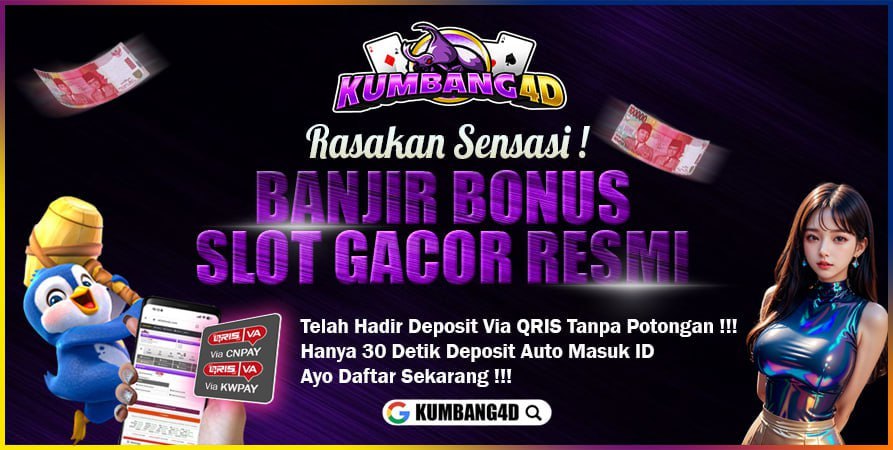 KUMBANG4D
Rasakan Sensasi !
BANJIR BONUS
SLOT GACOR RESMI
QRIS VA
Via CNPAY
QRIS VA
Via KWPAY
Telah Hadir Deposit Via QRIS Tanpa Potongan !!!
Hanya 30 Detik Deposit Auto Masuk ID
Ayo Daftar Sekarang !!!
G KUMBANG4D